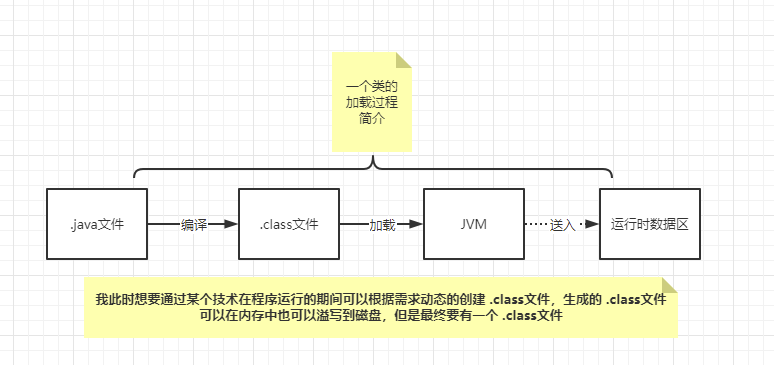 一个类的
加载过程
简介
.java文件
编译
.class文件
加载
JVM
送入
运行时数据区
我此时想要通过某个技术在程序运行的期间可以根据需求动态的创建 .class文件，生成的 .class文件
可以在内存中也可以溢写到磁盘，但是最终要有一个 .class文件